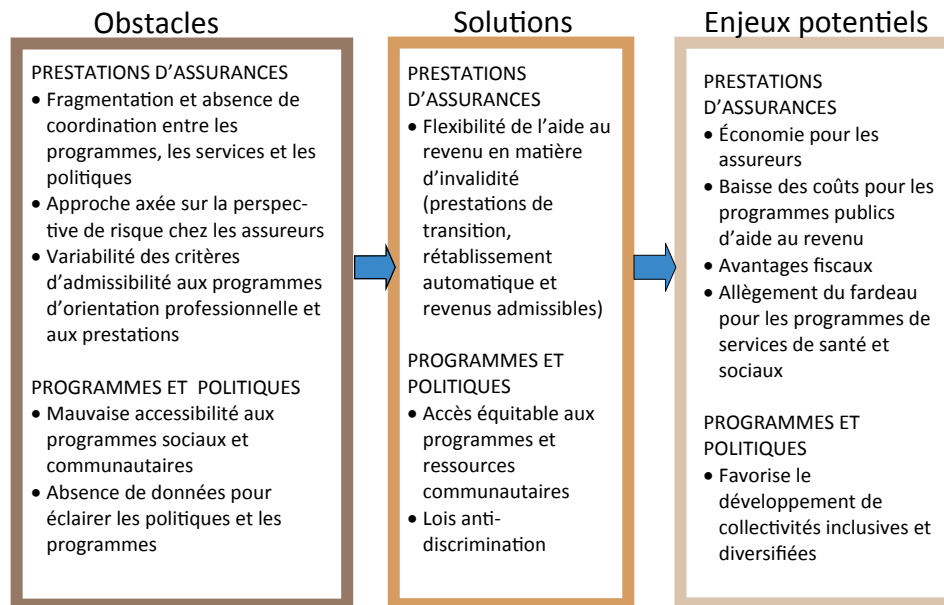 Obstacles
PRESTATIONS D’ASSURANCES
• Fragmentation et absence de
coordination entre les
programmes, les services et les
politiques
• Approche axée sur la perspec-
tive de risque chez les assureurs
• Variabilité des critères
d’admissibilité aux programmes
d’orientation professionnelle et
aux prestations
PROGRAMMES ET POLITIQUES
• Mauvaise accessibilité aux
programmes sociaux et
communautaires
• Absence de données pour
éclairer les politiques et les
programmes
Solutions
PRESTATIONS
D’ASSURANCES
• Flexibilité de l’aide au
revenu en matière
d’invalidité
(prestations de
transition,
rétablissement
automatique et
revenus admissibles)
PROGRAMMES ET
POLITIQUES
• Accès équitable aux
programmes et
ressources
communautaires
• Lois anti-
discrimination
Enjeux potentiels
PRESTATIONS
D’ASSURANCES
• Économie pour les
assureurs
• Baisse des coûts pour les
programmes publics
d’aide au revenu
• Avantages fiscaux
• Allègement du fardeau
pour les programmes de
services de santé et
sociaux
PROGRAMMES ET
POLITIQUES
• Favorise le
développement de
collectivités inclusives et
diversifiées